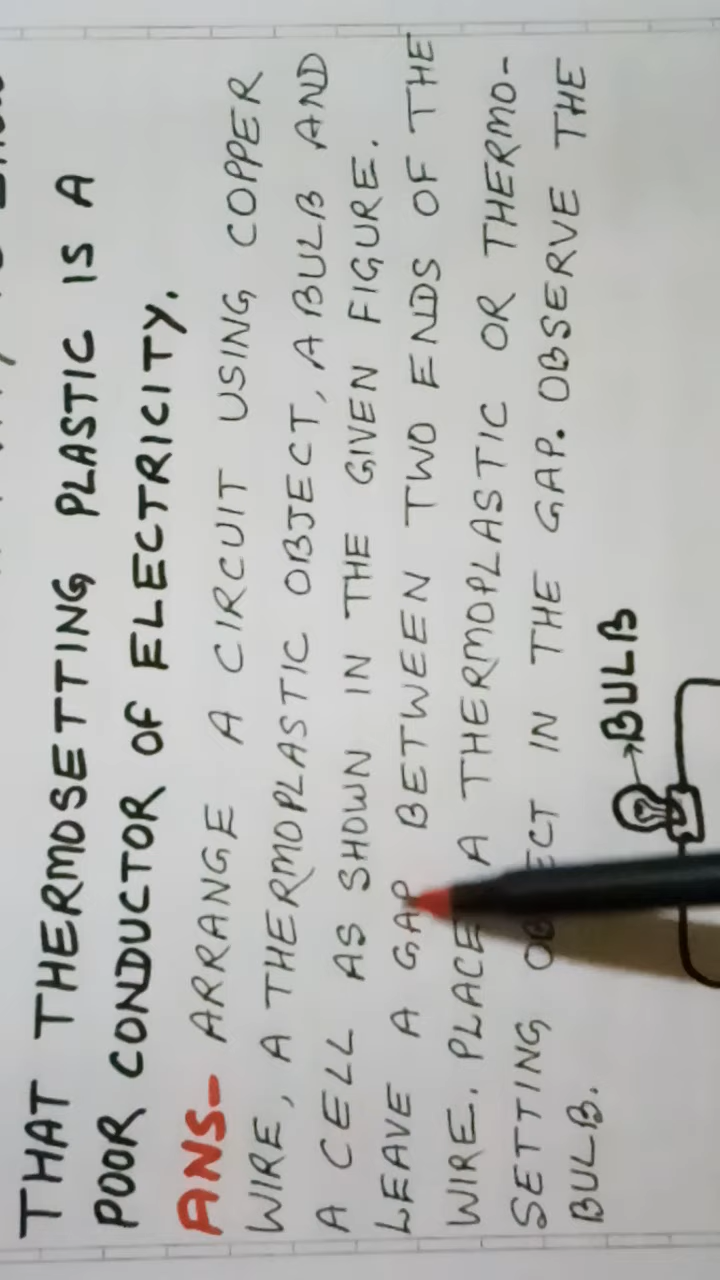 THAT THERMOSETTING PLASTIC IS A
POOR CONDUCTOR OF ELECTRICITY.
ANS- ARRANGE A CIRCUIT USING COPPER
WIRE, A THERMOPLASTIC OBJECT, A BULB AND
A CELL AS SHOWN IN THE GIVEN FIGURE.
LEAVE A GAP BETWEEN TWO ENDS OF THE
WIRE. PLACE A THERMOPLASTIC OR THERMO-
SETTING OBJECT IN THE GAP. OBSERVE THE
BULB.
BULB